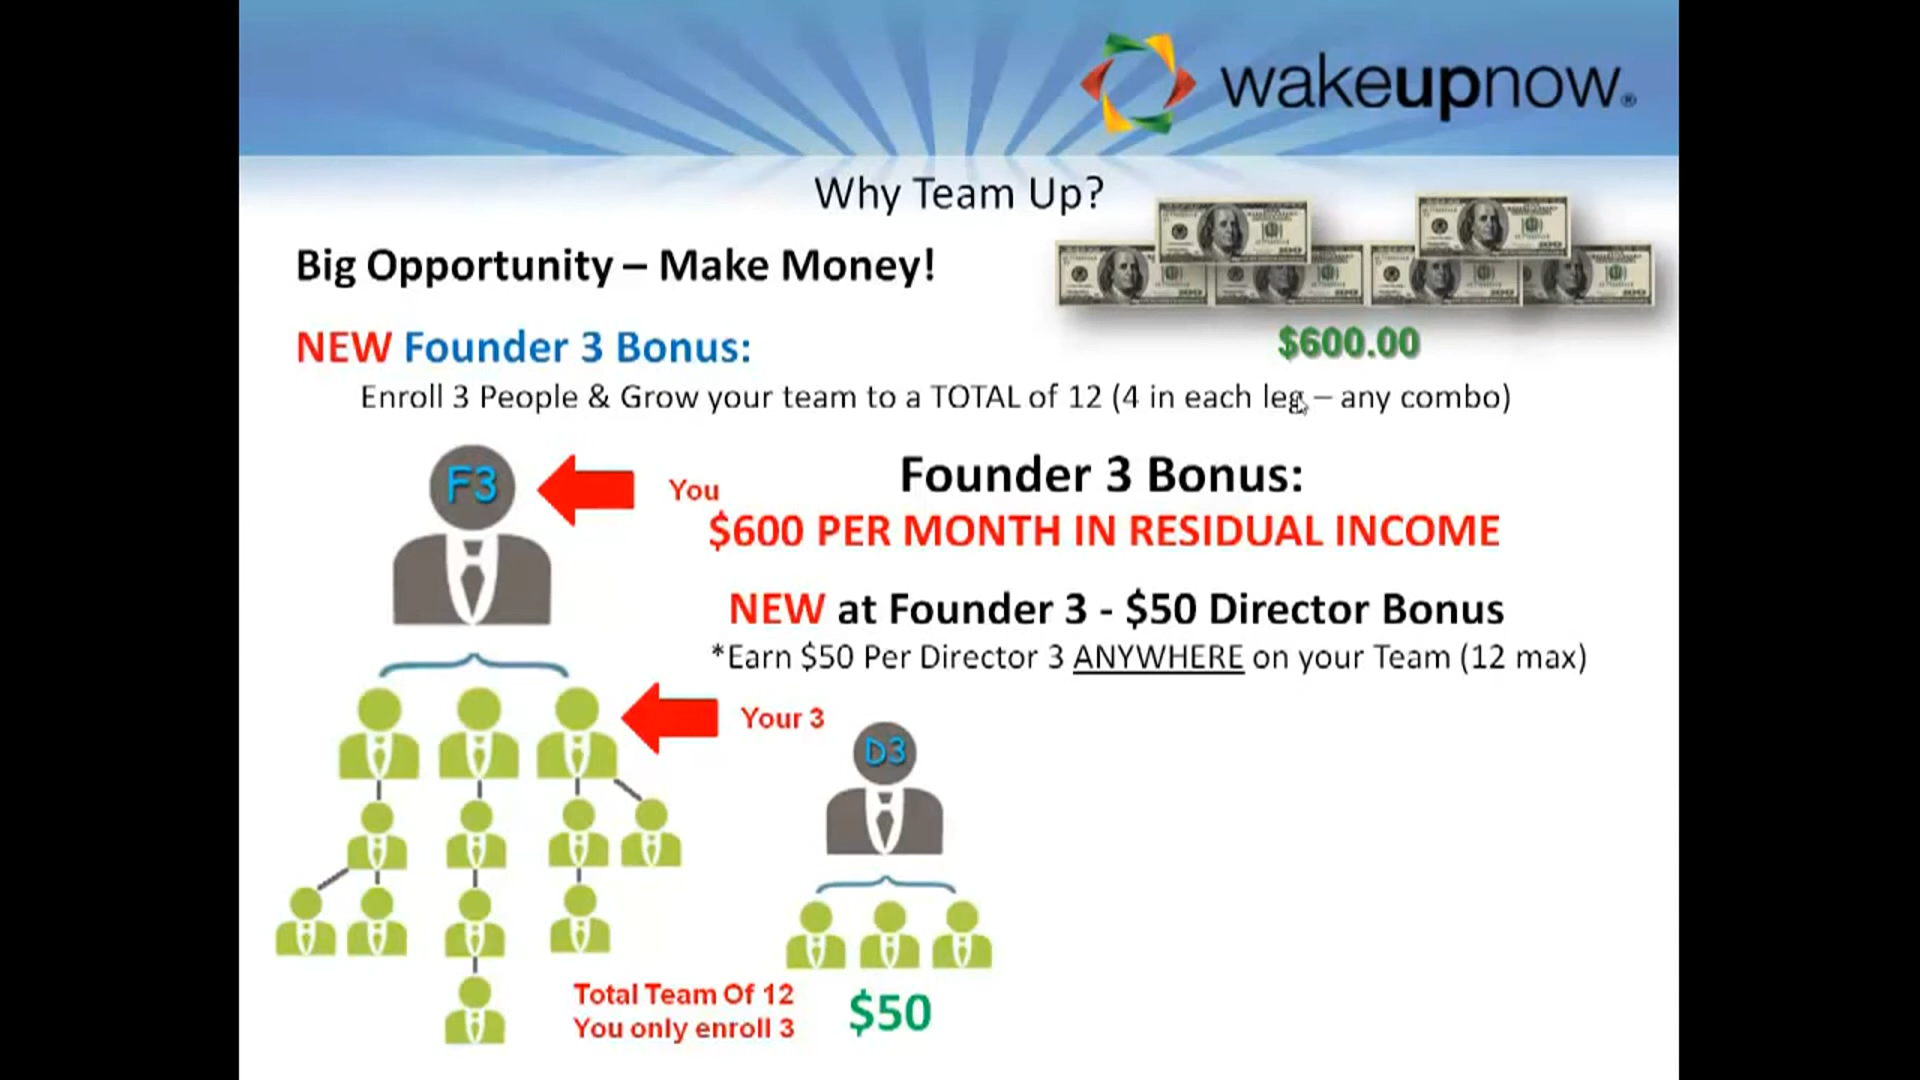 wakeupnow®
Why Team Up?
Big Opportunity – Make Money!
$600.00
NEW Founder 3 Bonus:
Enroll 3 People & Grow your team to a TOTAL of 12 (4 in each leg – any combo)
F3
You
Founder 3 Bonus:
$600 PER MONTH IN RESIDUAL INCOME
NEW at Founder 3 - $50 Director Bonus
*Earn $50 Per Director 3 ANYWHERE on your Team (12 max)
Your 3
D3
Total Team Of 12
You only enroll 3
$50